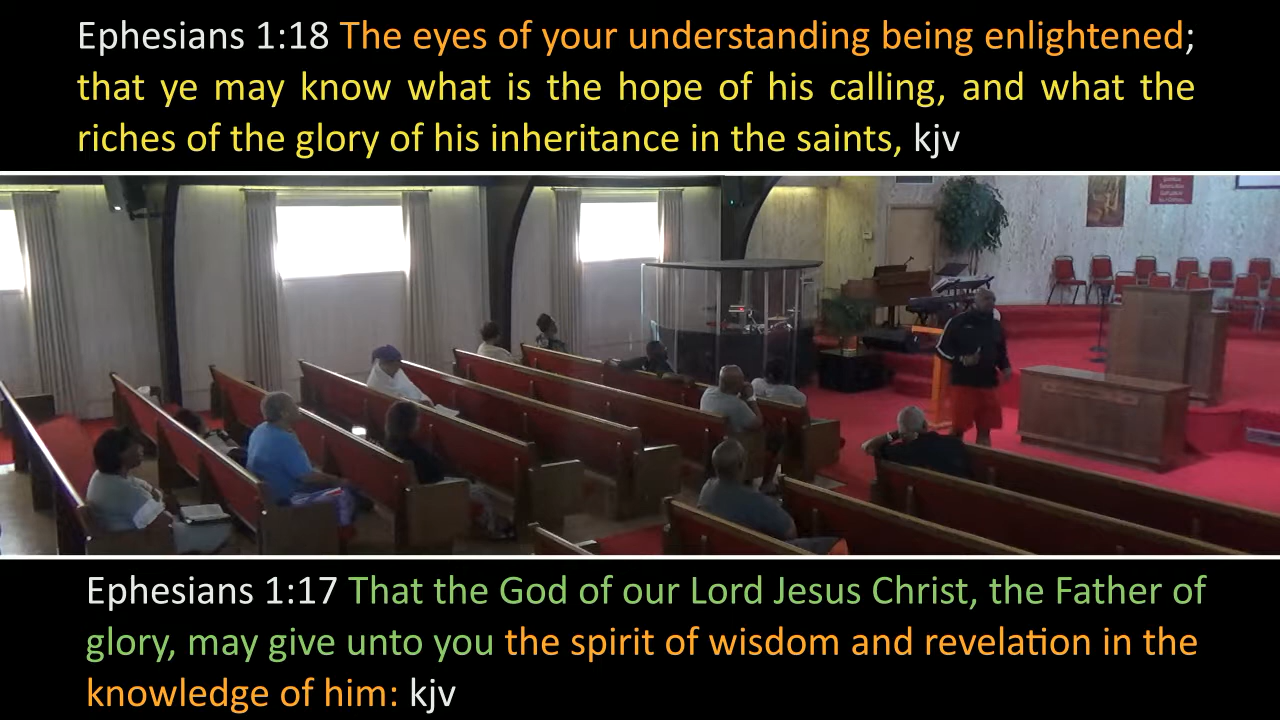 Ephesians 1:18 The eyes of your understanding being enlightened;
that ye may know what is the hope of his calling, and what the
riches of the glory of his inheritance in the saints, kjv
Ephesians 1:17 That the God of our Lord Jesus Christ, the Father of
glory, may give unto you the spirit of wisdom and revelation in the
knowledge of him: kjv